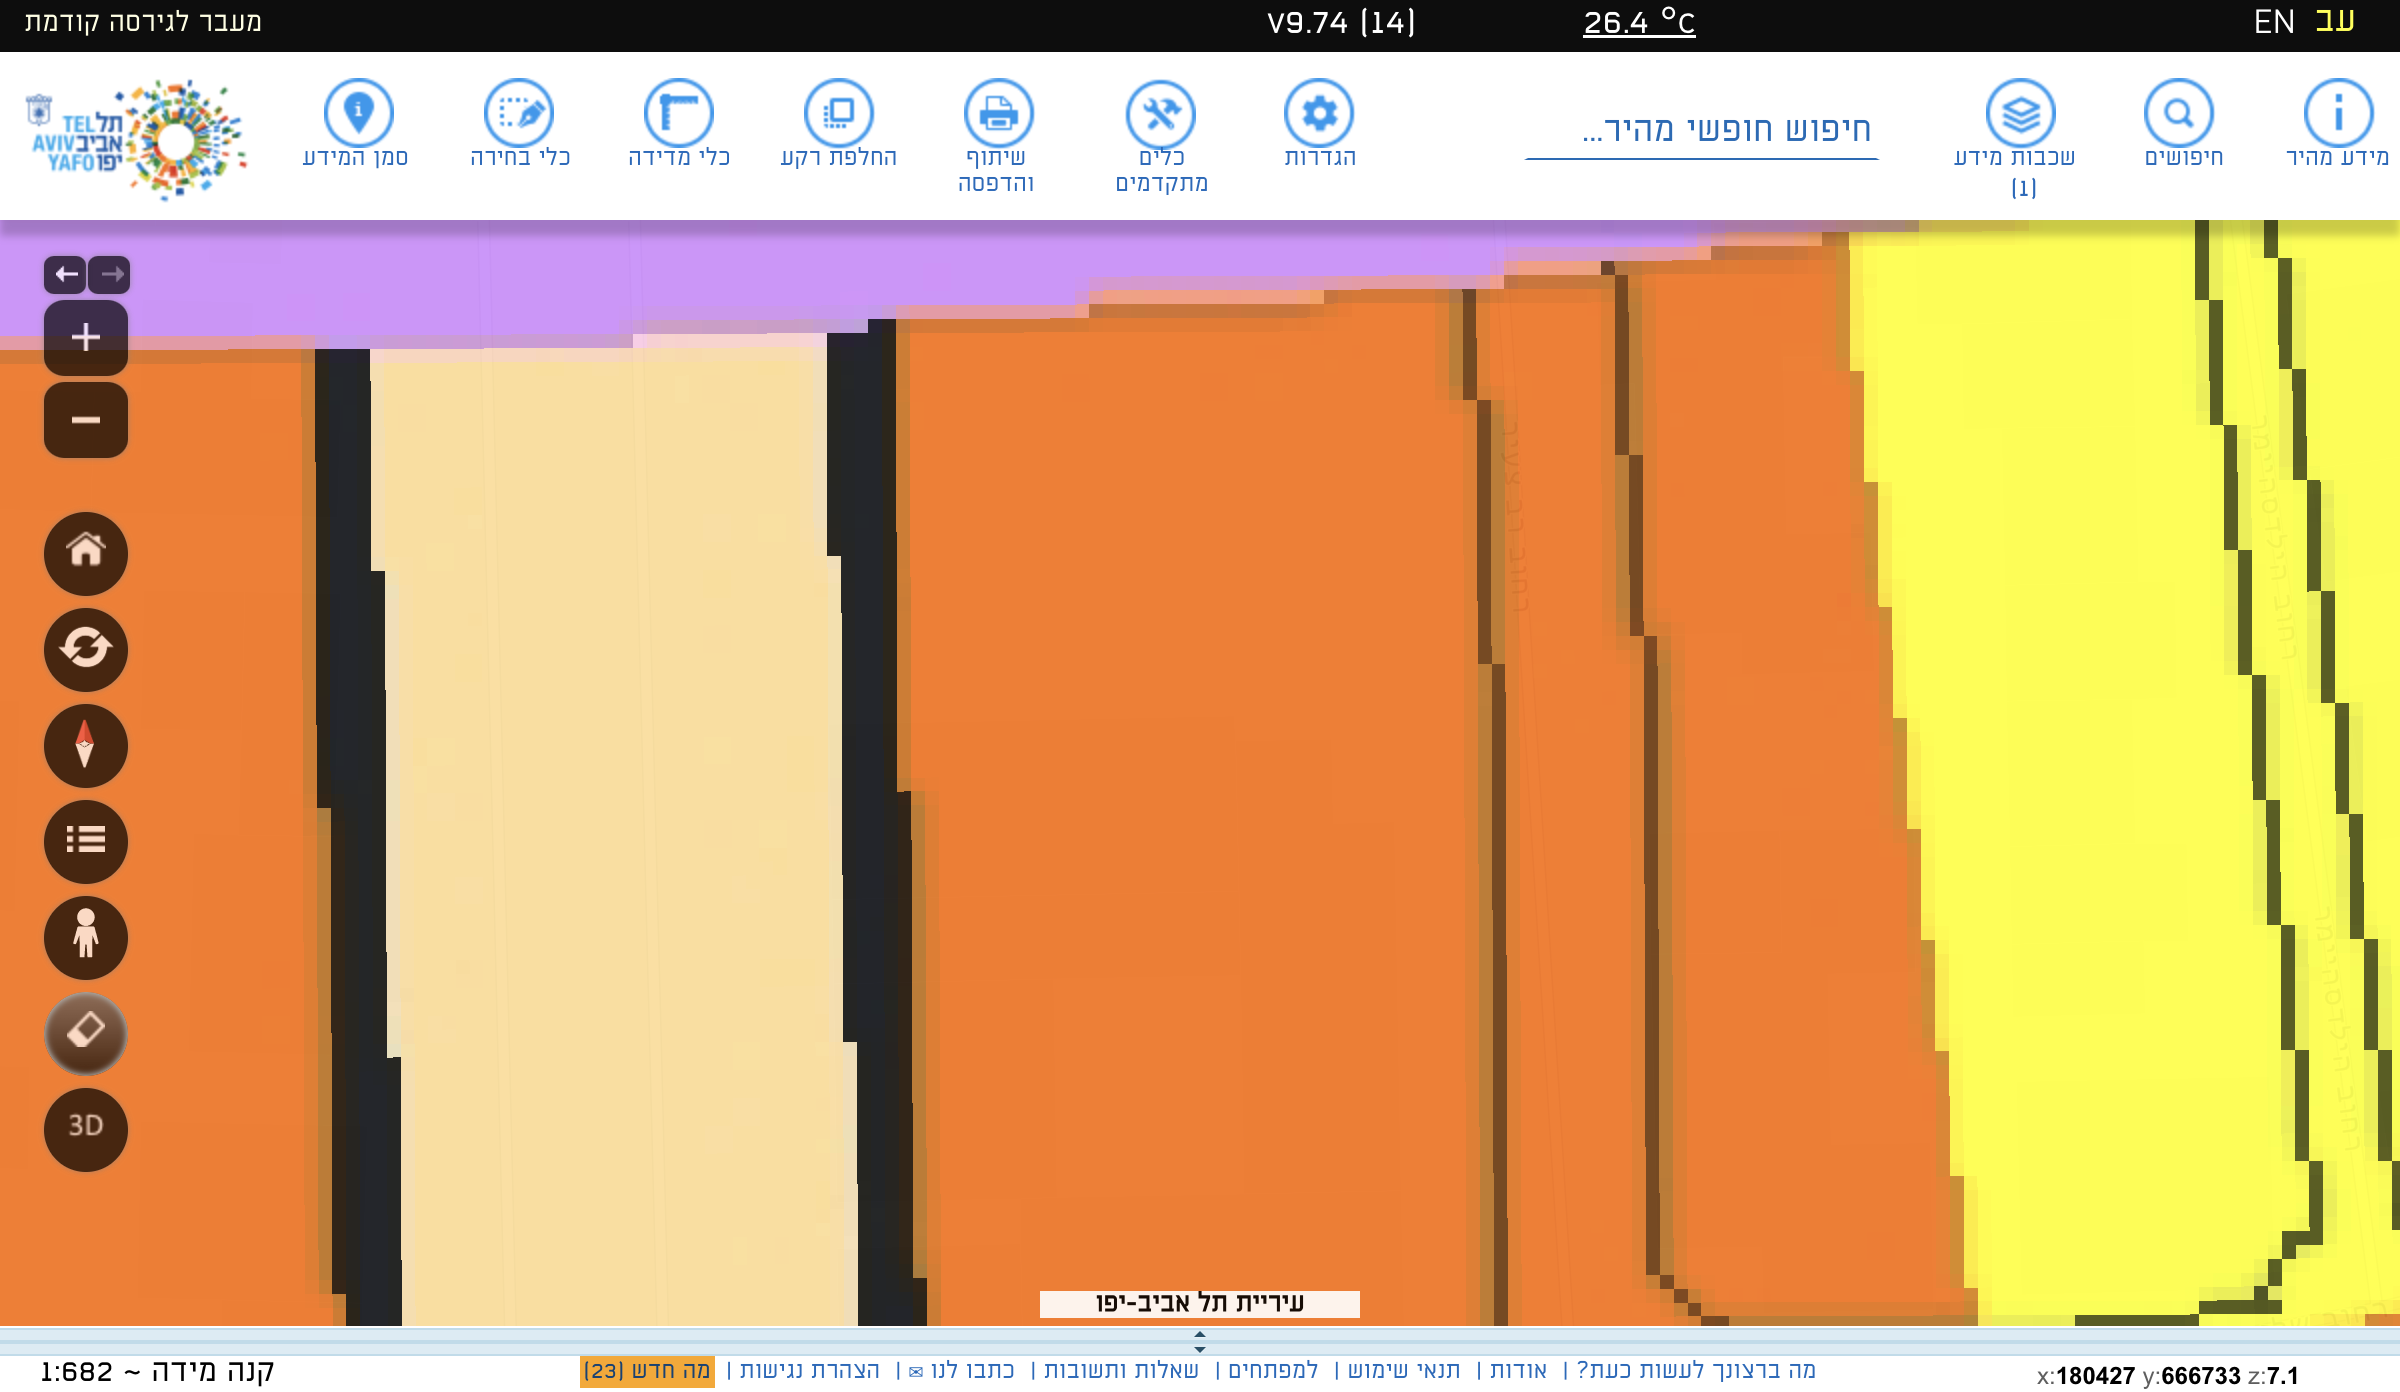 מעבר לגירסה קודמת
V9.74 (14)
26.4 °C
EN עב
תל אביב יפו
TEL AVIV YAFO
סמן המידע
כלי בחירה
כלי מדידה
החלפת רקע
שיתוף והדפסה
כלים מתקדמים
הגדרות
חיפוש חופשי מהיר...
שכבות מידע (1)
חיפושים
מידע מהיר
3D
עיריית תל אביב-יפו
קנה מידה ~ 1:682
מה ברצונך לעשות כעת? | אודות | תנאי שימוש | למפתחים | שאלות ותשובות | כתבו לנו ✉ | הצהרת נגישות | מה חדש (23)
x:180427 y:666733 z:7.1